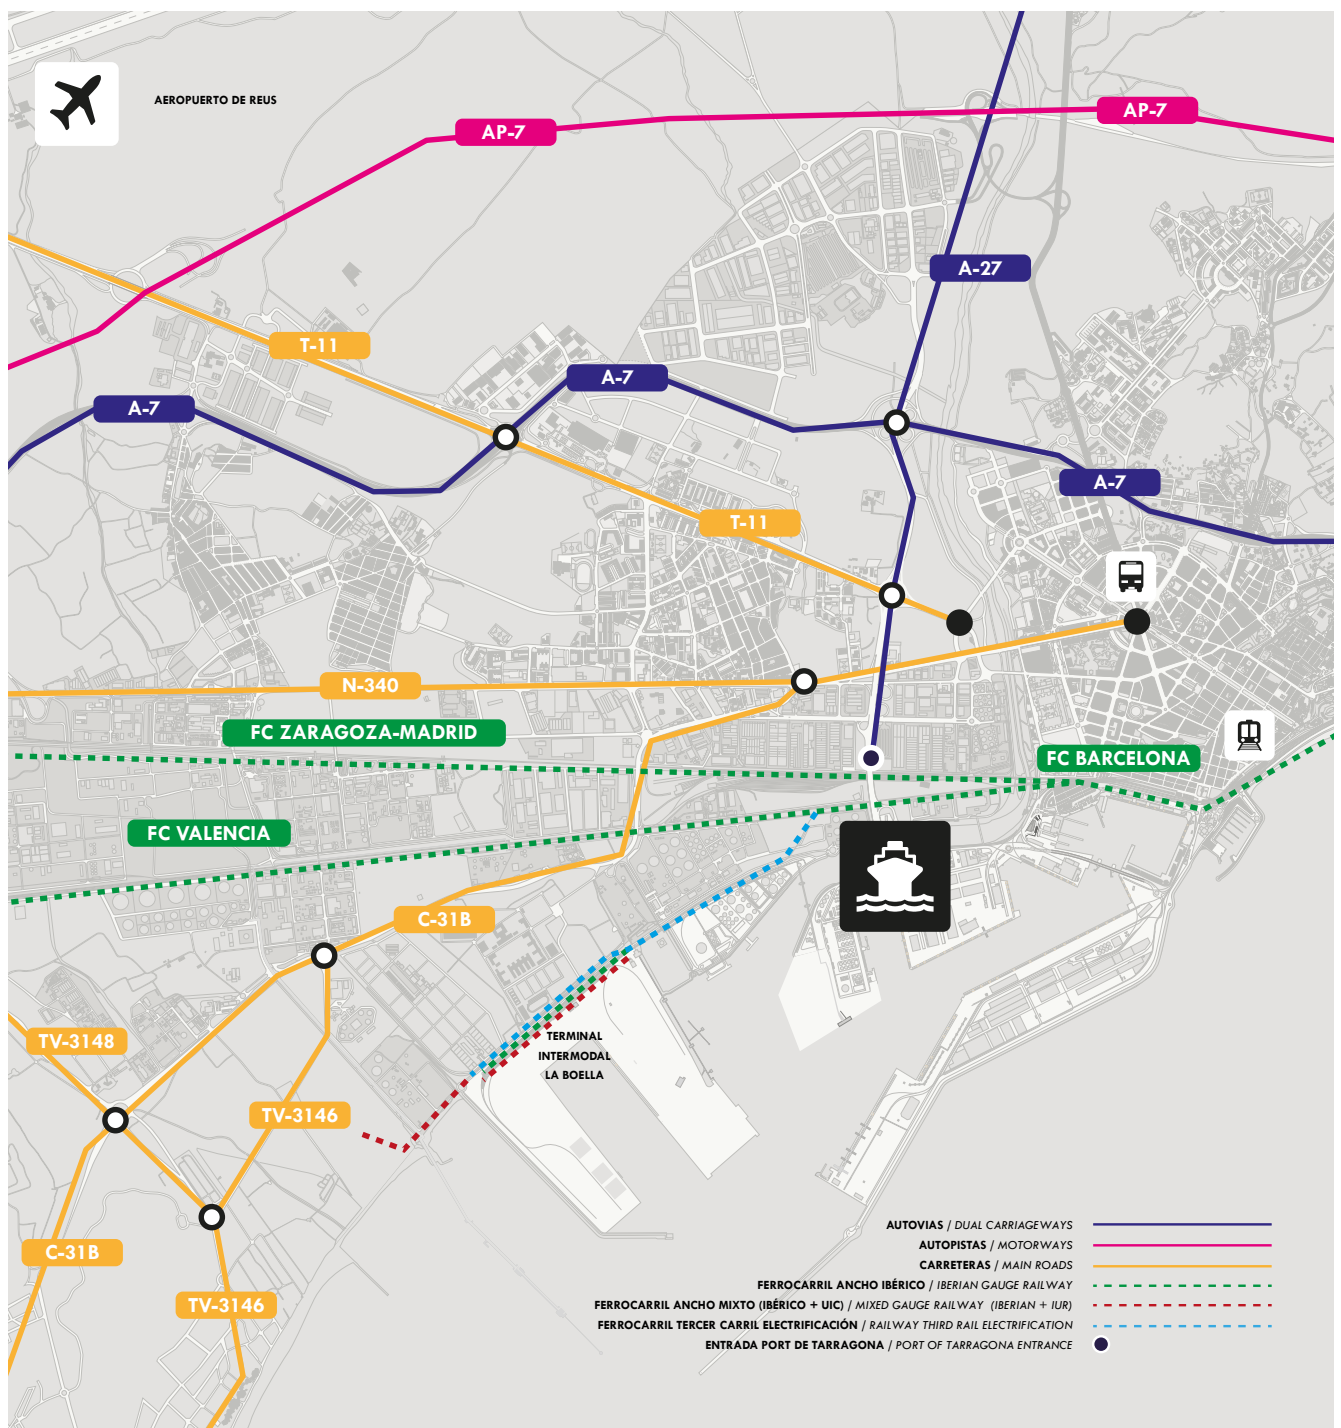 AEROPUERTO DE REUS
AP-7
AP-7
A-27
T-11
A-7
A-7
A-7
T-11
N-340
FC ZARAGOZA-MADRID
FC BARCELONA
FC VALENCIA
C-31B
TV-3148
TERMINAL
INTERMODAL
LA BOELLA
TV-3146
C-31B
TV-3146
AUTOVIAS / DUAL CARRIAGEWAYS
AUTOPISTAS / MOTORWAYS
CARRETERAS / MAIN ROADS
FERROCARRIL ANCHO IBÉRICO / IBERIAN GAUGE RAILWAY
FERROCARRIL ANCHO MIXTO (IBÉRICO + UIC) / MIXED GAUGE RAILWAY (IBERIAN + IUR)
FERROCARRIL TERCER CARRIL ELECTRIFICACIÓN / RAILWAY THIRD RAIL ELECTRIFICATION
ENTRADA PORT DE TARRAGONA / PORT OF TARRAGONA ENTRANCE